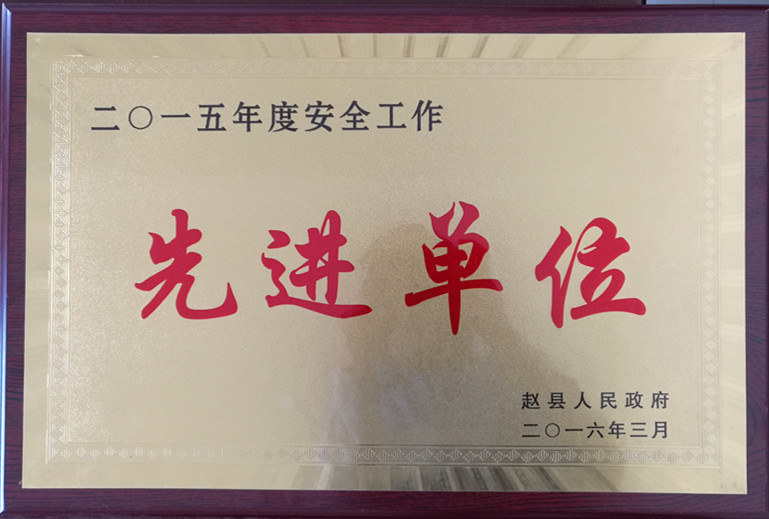 二〇一五年度安全工作
先进单位
赵县人民政府
二〇一六年三月